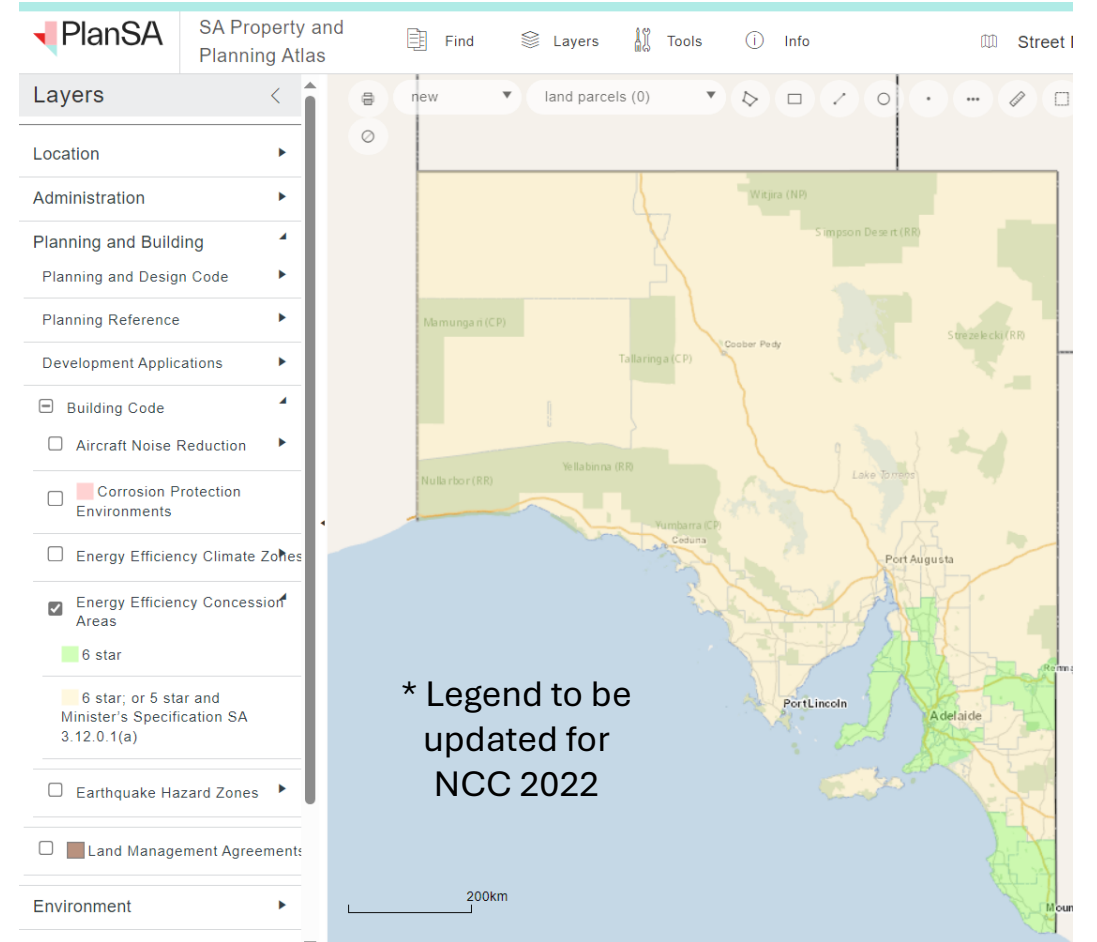 PlanSA
SA Property and
Planning Atlas
Find
Layers
Tools
Info
Street
Layers
new
land parcels (0)
Location
Administration
Planning and Building
Planning and Design Code
Planning Reference
Development Applications
Building Code
Aircraft Noise Reduction
Corrosion Protection
Environments
Energy Efficiency Climate Zones
Energy Efficiency Concession
Areas
6 star
6 star; or 5 star and
Minister's Specification SA
3.12.0.1(a)
Earthquake Hazard Zones
Land Management Agreements
Environment
Witjira (NP)
Simpson Desert (RR)
Mamungari (CP)
Strezelecki (RR)
Coober Pedy
Tallaringa (CP)
Yellabinna (RR)
Nullarbor (RR)
Lake Torrens
Yumbarra (CP)
Ceduna
Port Augusta
Port Lincoln
Adelaide
* Legend to be
updated for
NCC 2022
200km